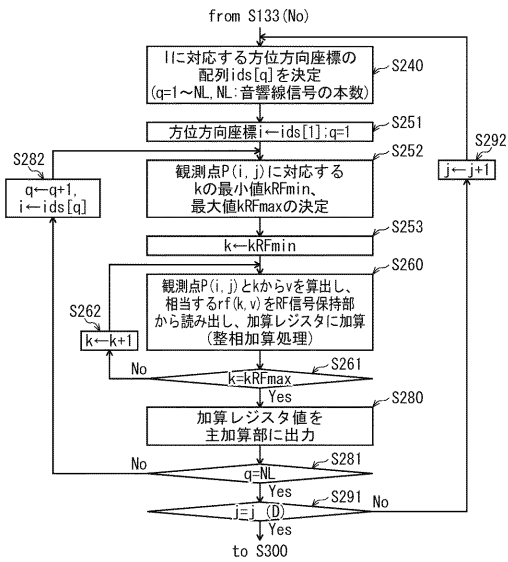 from S133(No)
lに対応する方位方向座標の
配列ids[q]を決定
(q=1～NL,NL:音響線信号の本数)
S240
方位方向座標i←ids[1];q=1
S251
S282
q←q+1,
i←ids[q]
観測点P(i,j)に対応する
kの最小値kRFmin、
最大値kRFmaxの決定
S252
S292
j←j+1
k←kRFmin
S253
観測点P(i,j)とkからvを算出し、
相当するrf(k,v)をRF信号保持部
から読み出し、加算レジスタに加算
(整相加算処理)
S260
S262
k←k+1
No
k=kRFmax
S261
Yes
加算レジスタ値を
主加算部に出力
S280
No
q=NL
S281
Yes
j=j (D)
S291
No
Yes
to S300